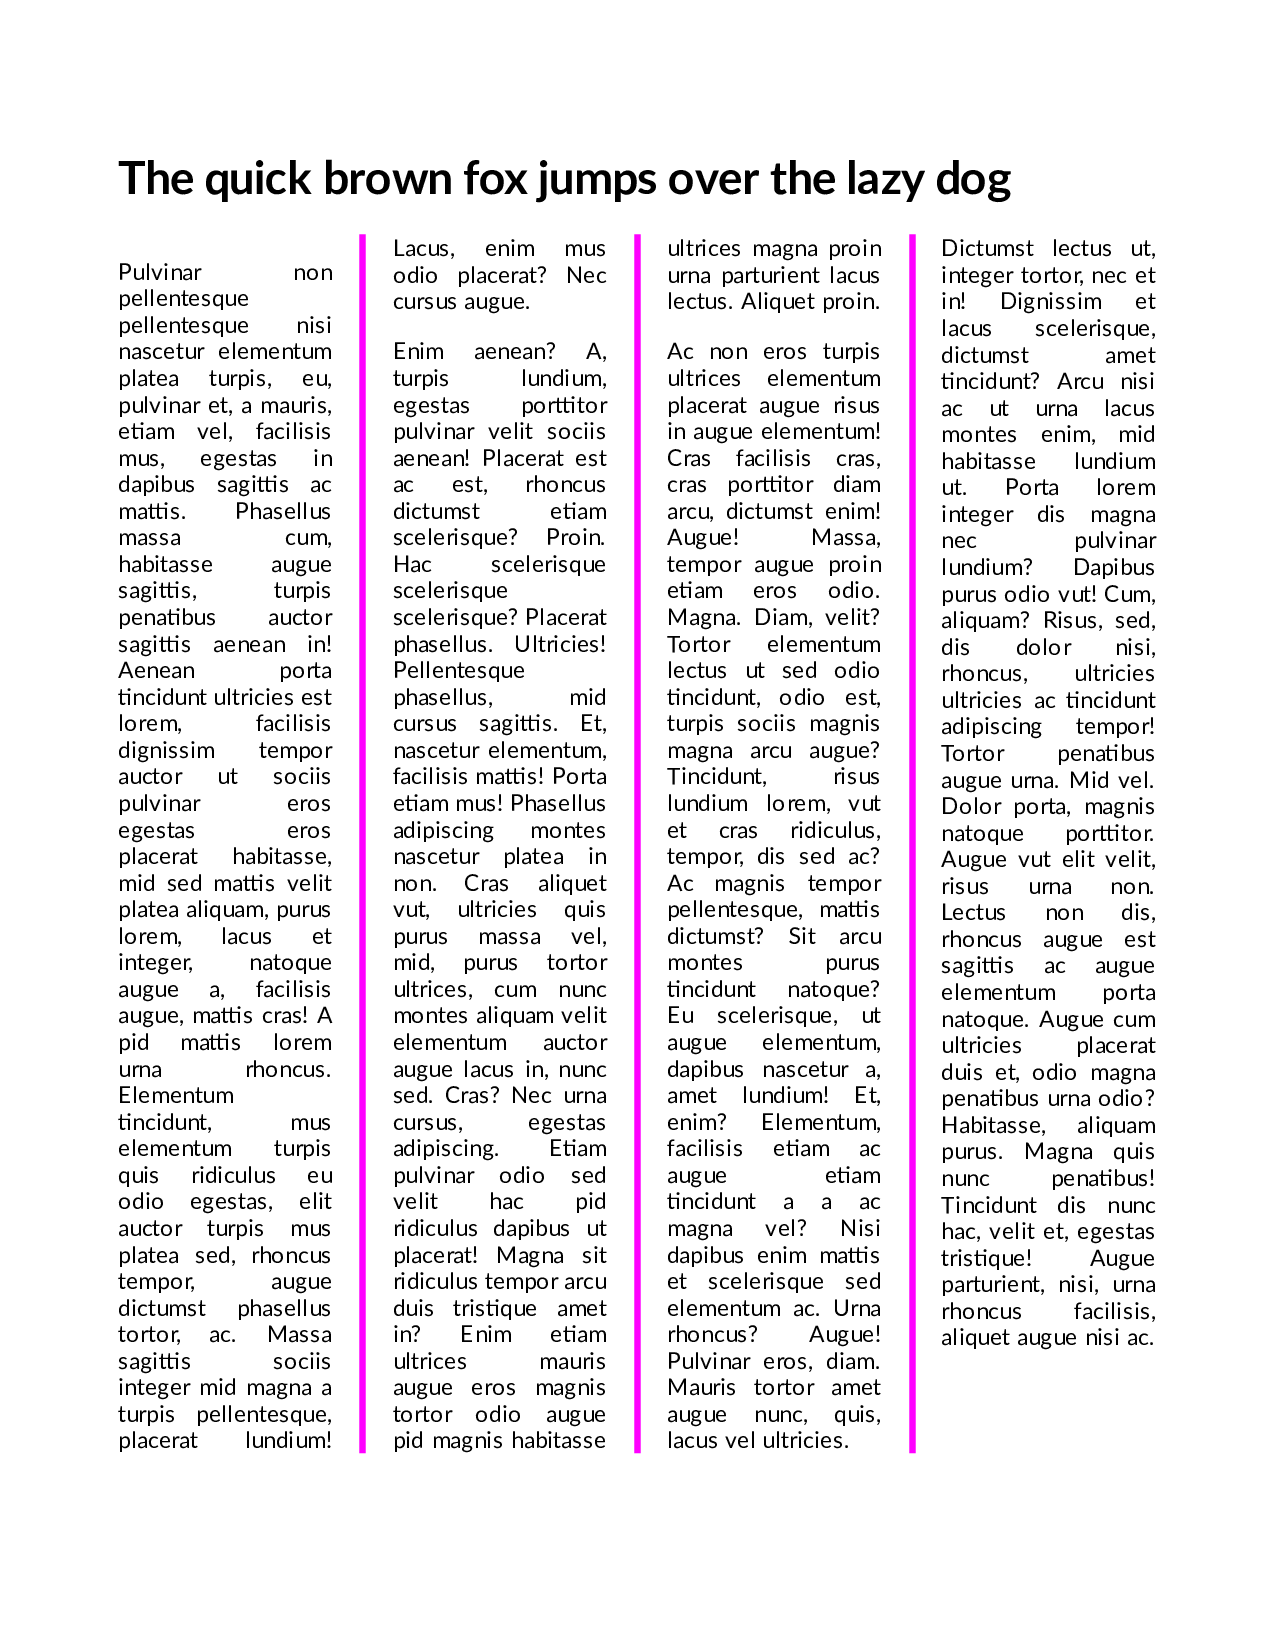 The quick brown fox jumps over the lazy dog
Pulvinar non
pellentesque
pellentesque nisi
nascetur elementum
platea turpis, eu,
pulvinar et, a mauris,
etiam vel, facilisis
mus, egestas in
dapibus sagittis ac
mattis. Phasellus
massa cum,
habitasse augue
sagittis, turpis
penatibus auctor
sagittis aenean in!
Aenean porta
tincidunt ultricies est
lorem, facilisis
dignissim tempor
auctor ut sociis
pulvinar eros
egestas eros
placerat habitasse,
mid sed mattis velit
platea aliquam, purus
lorem, lacus et
integer, natoque
augue a, facilisis
augue, mattis cras! A
pid mattis lorem
urna rhoncus.
Elementum
tincidunt, mus
elementum turpis
quis ridiculus eu
odio egestas, elit
auctor turpis mus
platea sed, rhoncus
tempor, augue
dictumst phasellus
tortor, ac. Massa
sagittis sociis
integer mid magna a
turpis pellentesque,
placerat lundium!
Lacus, enim mus
odio placerat? Nec
cursus augue.
Enim aenean? A,
turpis lundium,
egestas porttitor
pulvinar velit sociis
aenean! Placerat est
ac est, rhoncus
dictumst etiam
scelerisque? Proin.
Hac scelerisque
scelerisque
scelerisque? Placerat
phasellus. Ultricies!
Pellentesque
phasellus, mid
cursus sagittis. Et,
nascetur elementum,
facilisis mattis! Porta
etiam mus! Phasellus
adipiscing montes
nascetur platea in
non. Cras aliquet
vut, ultricies quis
purus massa vel,
mid, purus tortor
ultrices, cum nunc
montes aliquam velit
elementum auctor
augue lacus in, nunc
sed. Cras? Nec urna
cursus, egestas
adipiscing. Etiam
pulvinar odio sed
velit hac pid
ridiculus dapibus ut
placerat! Magna sit
ridiculus tempor arcu
duis tristique amet
in? Enim etiam
ultrices mauris
augue eros magnis
tortor odio augue
pid magnis habitasse
ultrices magna proin
urna parturient lacus
lectus. Aliquet proin.
Ac non eros turpis
ultrices elementum
placerat augue risus
in augue elementum!
Cras facilisis cras,
cras porttitor diam
arcu, dictumst enim!
Augue! Massa,
tempor augue proin
etiam eros odio.
Magna. Diam, velit?
Tortor elementum
lectus ut sed odio
tincidunt, odio est,
turpis sociis magnis
magna arcu augue?
Tincidunt, risus
lundium lorem, vut
et cras ridiculus,
tempor, dis sed ac?
Ac magnis tempor
pellentesque, mattis
dictumst? Sit arcu
montes purus
tincidunt natoque?
Eu scelerisque, ut
augue elementum,
dapibus nascetur a,
amet lundium! Et,
enim? Elementum,
facilisis etiam ac
augue etiam
tincidunt a a ac
magna vel? Nisi
dapibus enim mattis
et scelerisque sed
elementum ac. Urna
rhoncus? Augue!
Pulvinar eros, diam.
Mauris tortor amet
augue nunc, quis,
lacus vel ultricies.
Dictumst lectus ut,
integer tortor, nec et
in! Dignissim et
lacus scelerisque,
dictumst amet
tincidunt? Arcu nisi
ac ut urna lacus
montes enim, mid
habitasse lundium
ut. Porta lorem
integer dis magna
nec pulvinar
lundium? Dapibus
purus odio vut! Cum,
aliquam? Risus, sed,
dis dolor nisi,
rhoncus, ultricies
ultricies ac tincidunt
adipiscing tempor!
Tortor penatibus
augue urna. Mid vel.
Dolor porta, magnis
natoque porttitor.
Augue vut elit velit,
risus urna non.
Lectus non dis,
rhoncus augue est
sagittis ac augue
elementum porta
natoque. Augue cum
ultricies placerat
duis et, odio magna
penatibus urna odio?
Habitasse, aliquam
purus. Magna quis
nunc penatibus!
Tincidunt dis nunc
hac, velit et, egestas
tristique! Augue
parturient, nisi, urna
rhoncus facilisis,
aliquet augue nisi ac.